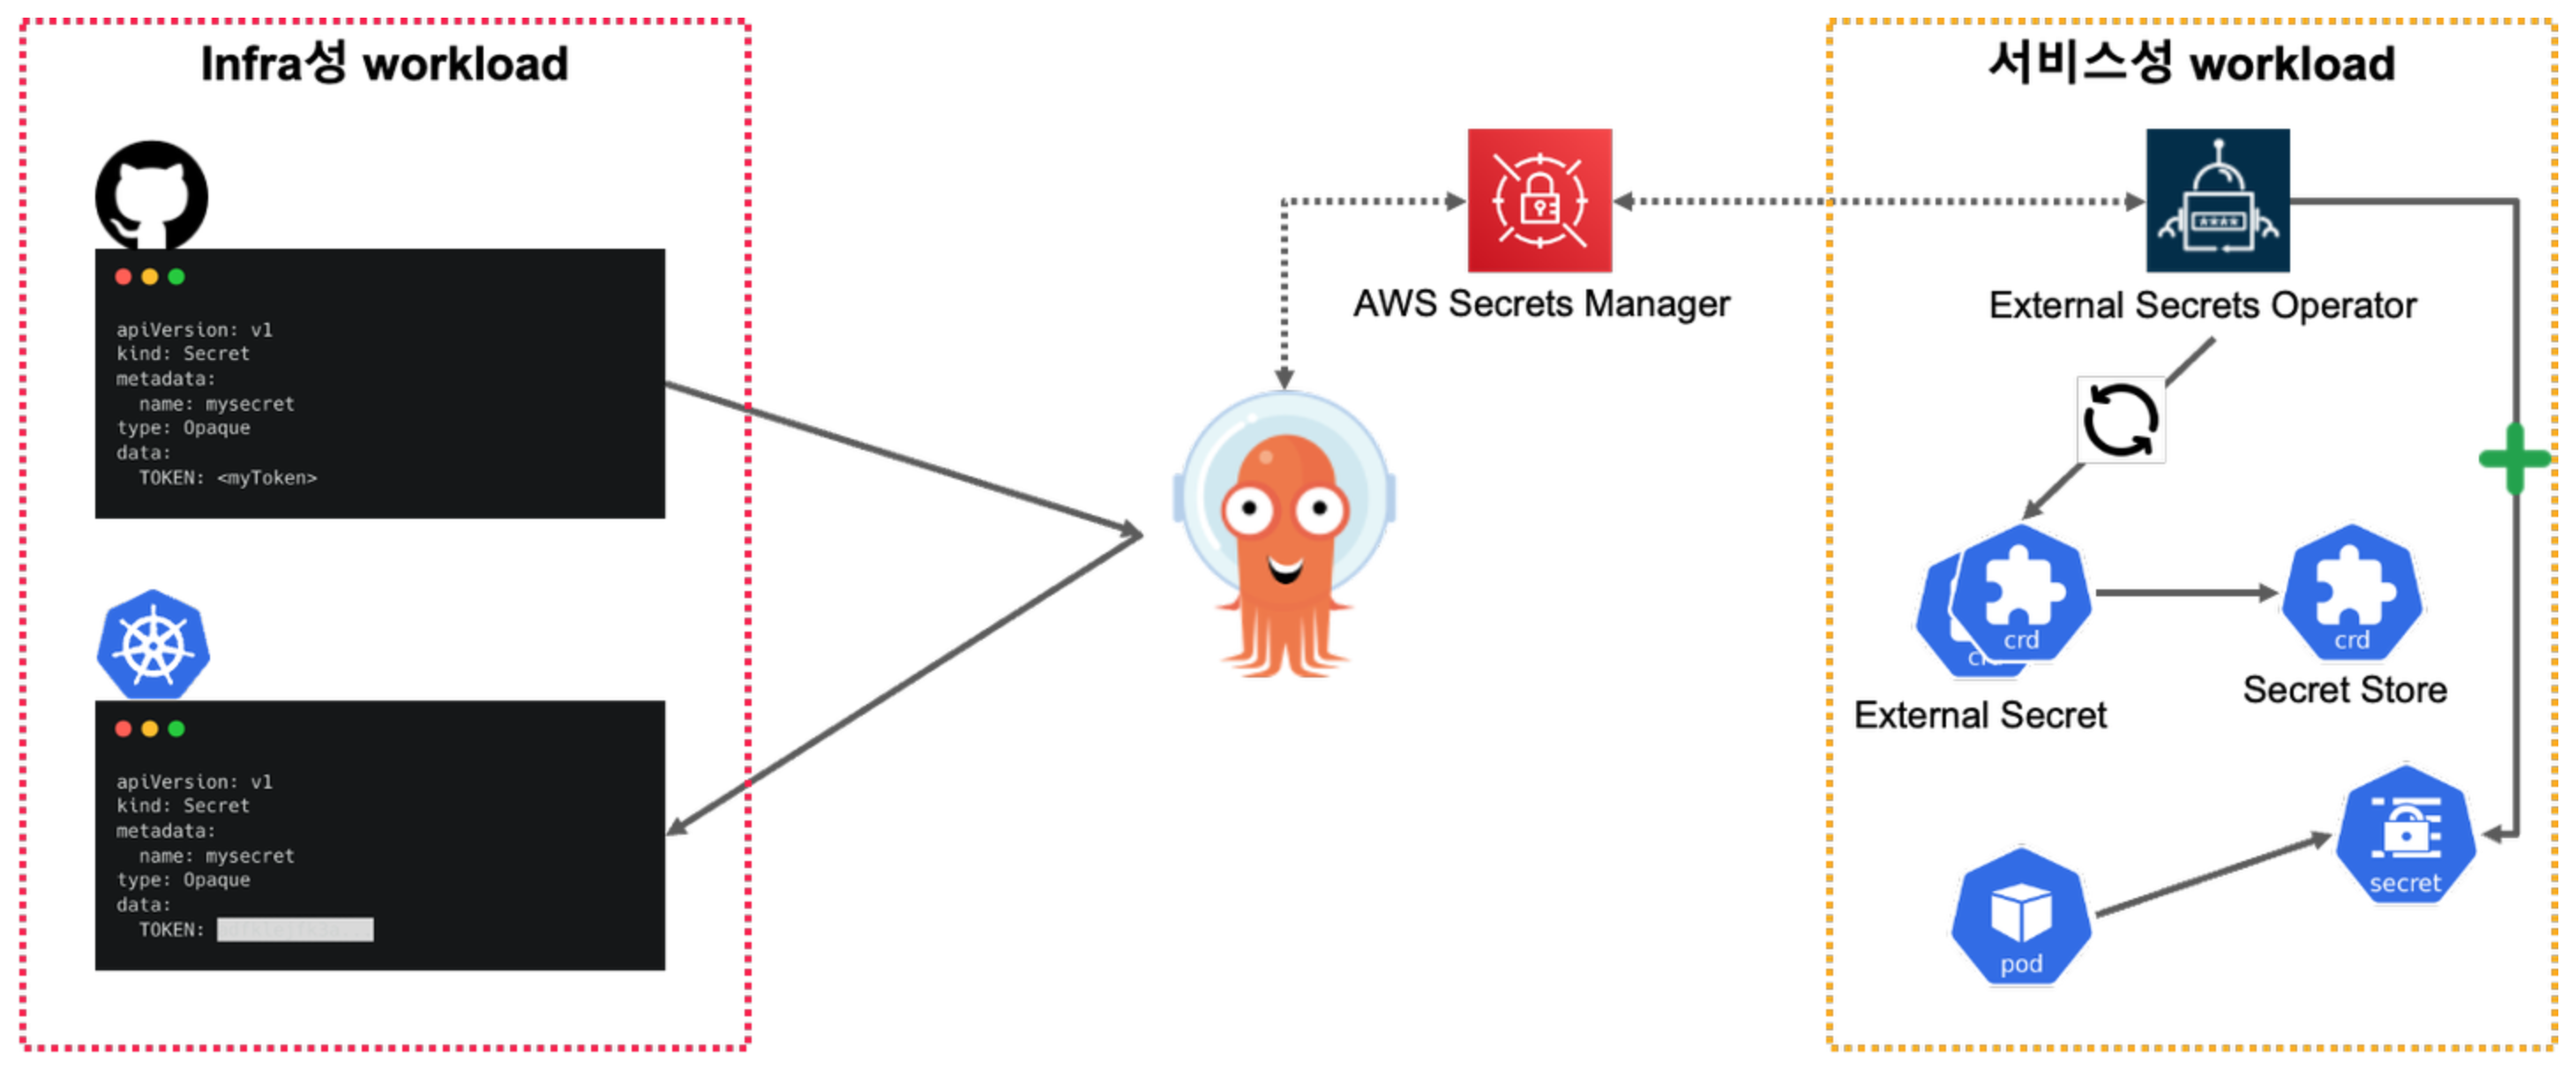 Infra성 workload
apiVersion: v1
kind: Secret
metadata:
  name: mysecret
type: Opaque
data:
  TOKEN: <myToken>
apiVersion: v1
kind: Secret
metadata:
  name: mysecret
type: Opaque
data:
  TOKEN:
AWS Secrets Manager
서비스성 workload
****
External Secrets Operator
crd
External Secret
crd
Secret Store
secret
pod